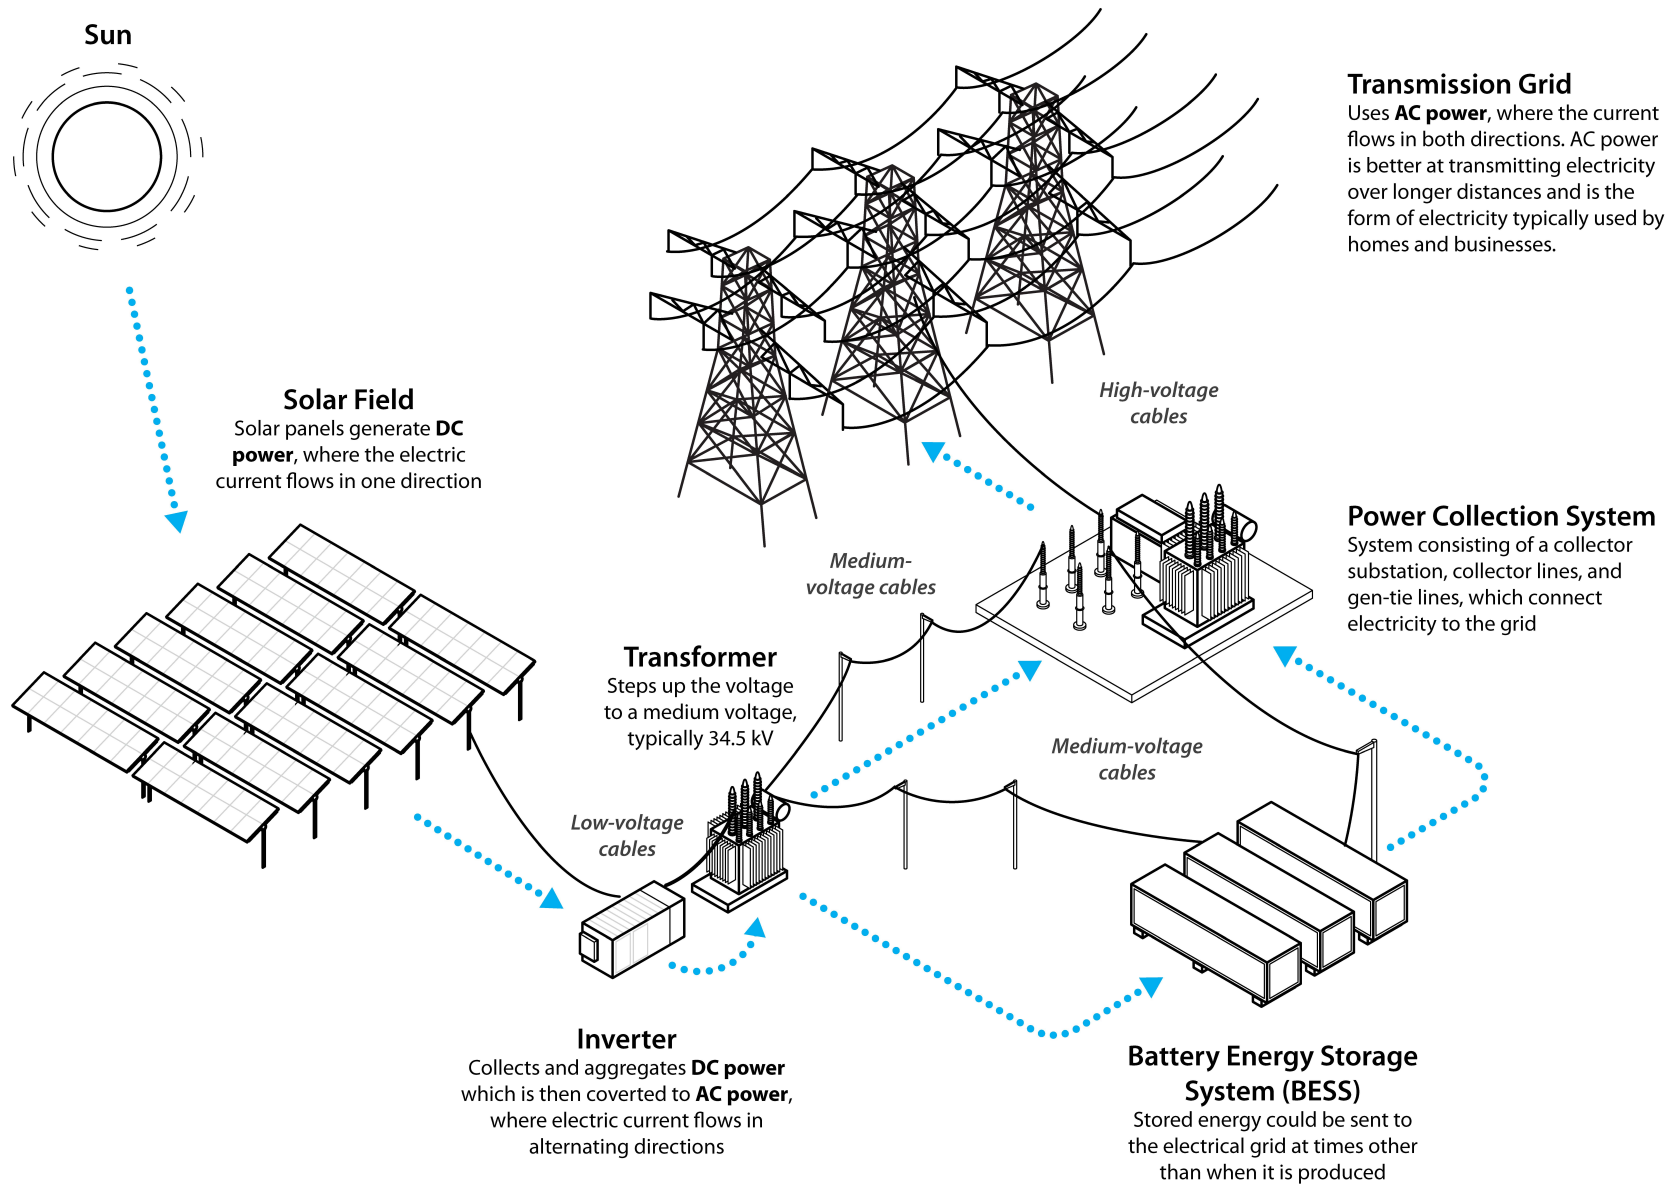 Sun
Transmission Grid
Uses AC power, where the current
flows in both directions. AC power
is better at transmitting electricity
over longer distances and is the
form of electricity typically used by
homes and businesses.
High-voltage
cables
Solar Field
Solar panels generate DC
power, where the electric
current flows in one direction
Power Collection System
System consisting of a collector
substation, collector lines, and
gen-tie lines, which connect
electricity to the grid
Medium-
voltage cables
Transformer
Steps up the voltage
to a medium voltage,
typically 34.5 kV
Medium-voltage
cables
Low-voltage
cables
Inverter
Collects and aggregates DC power
which is then coverted to AC power,
where electric current flows in
alternating directions
Battery Energy Storage
System (BESS)
Stored energy could be sent to
the electrical grid at times other
than when it is produced